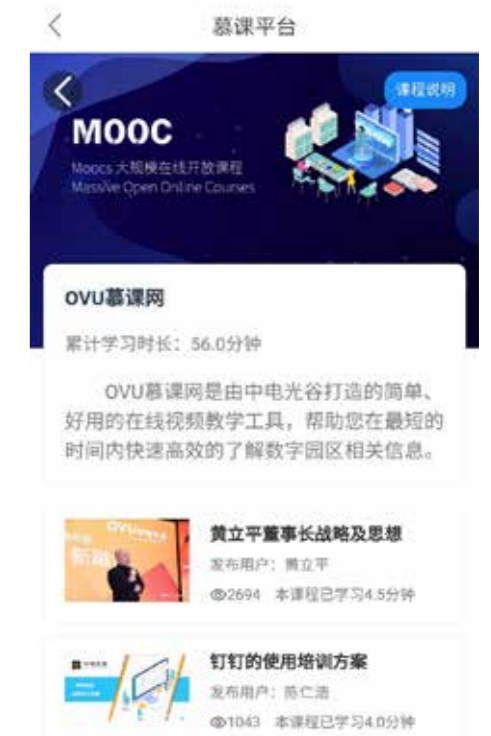 慕课平台
课程说明
MOOC
Moocs 大规模在线开放课程
Massive Open Online Courses
OVU慕课网
累计学习时长：56.0分钟
OVU慕课网是由中电光谷打造的简单、
好用的在线视频教学工具，帮助您在最短的
时间内快速高效的了解数字园区相关信息。
OVU
黄立平董事长战略及思想
发布用户：黄立平
2694 本课程已学习4.5分钟
钉钉的使用培训方案
发布用户：陈仁浩
1043 本课程已学习4.0分钟